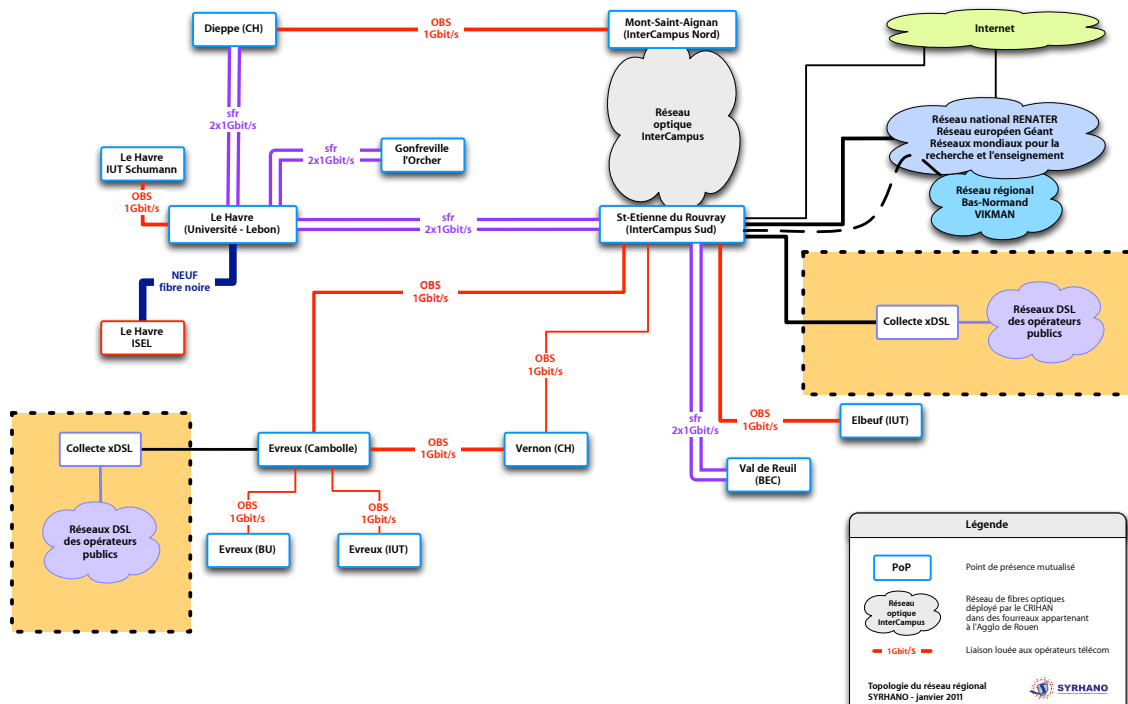 Dieppe (CH)
OBS
1Gbit/s
Mont-Saint-Aignan
(InterCampus Nord)
Internet
Réseau
optique
InterCampus
Réseau national RENATER
Réseau européen Géant
Réseaux mondiaux pour la
recherche et l'enseignement
Réseau régional
Bas-Normand
VIKMAN
sfr
2x1Gbit/s
Le Havre
IUT Schumann
OBS
1Gbit/s
sfr
2x1Gbit/s
Gonfreville
l'Orcher
Le Havre
(Université - Lebon)
sfr
2x1Gbit/s
St-Etienne du Rouvray
(InterCampus Sud)
NEUF
fibre noire
Le Havre
ISEL
OBS
1Gbit/s
Collecte xDSL
Réseaux DSL
des opérateurs
publics
OBS
1Gbit/s
sfr
2x1Gbit/s
OBS
1Gbit/s
Elbeuf (IUT)
Collecte xDSL
Evreux (Cambolle)
OBS
1Gbit/s
Vernon (CH)
Val de Reuil
(BEC)
Réseaux DSL
des opérateurs
publics
OBS
1Gbit/s
OBS
1Gbit/s
Evreux (BU)
Evreux (IUT)
Légende
PoP
Point de présence mutualisé
Réseau
optique
InterCampus
Réseau de fibres optiques
déployé par le CRIHAN
dans des fourreaux appartenant
à l'Agglo de Rouen
1Gbit/s
Liaison louée aux opérateurs télécom
Topologie du réseau régional
SYRHANO - janvier 2011
SYRHANO